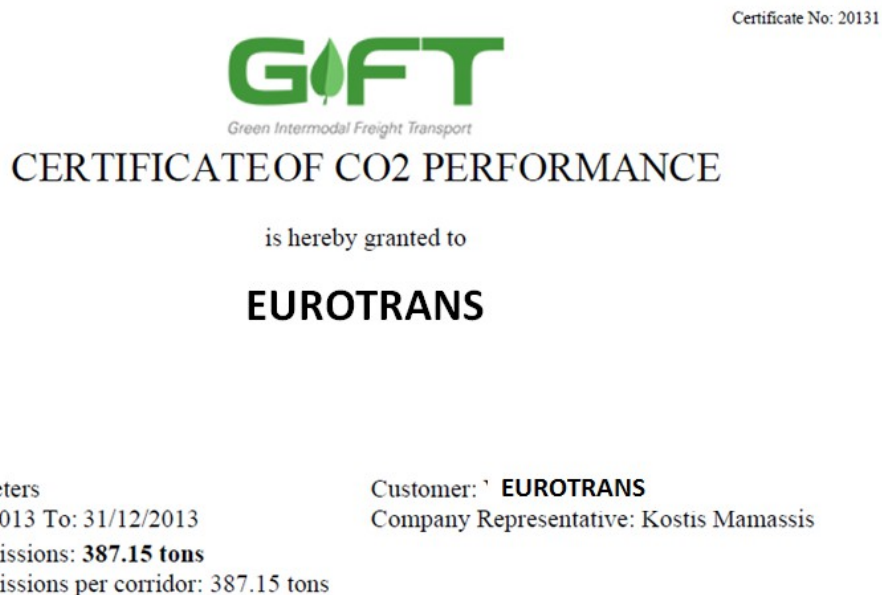 Certificate No: 20131
GIFT
Green Intermodal Freight Transport
CERTIFICATEOF CO2 PERFORMANCE
is hereby granted to
EUROTRANS
eters
Customer: EUROTRANS
013 To: 31/12/2013
Company Representative: Kostis Mamassis
issions: 387.15 tons
issions per corridor: 387.15 tons